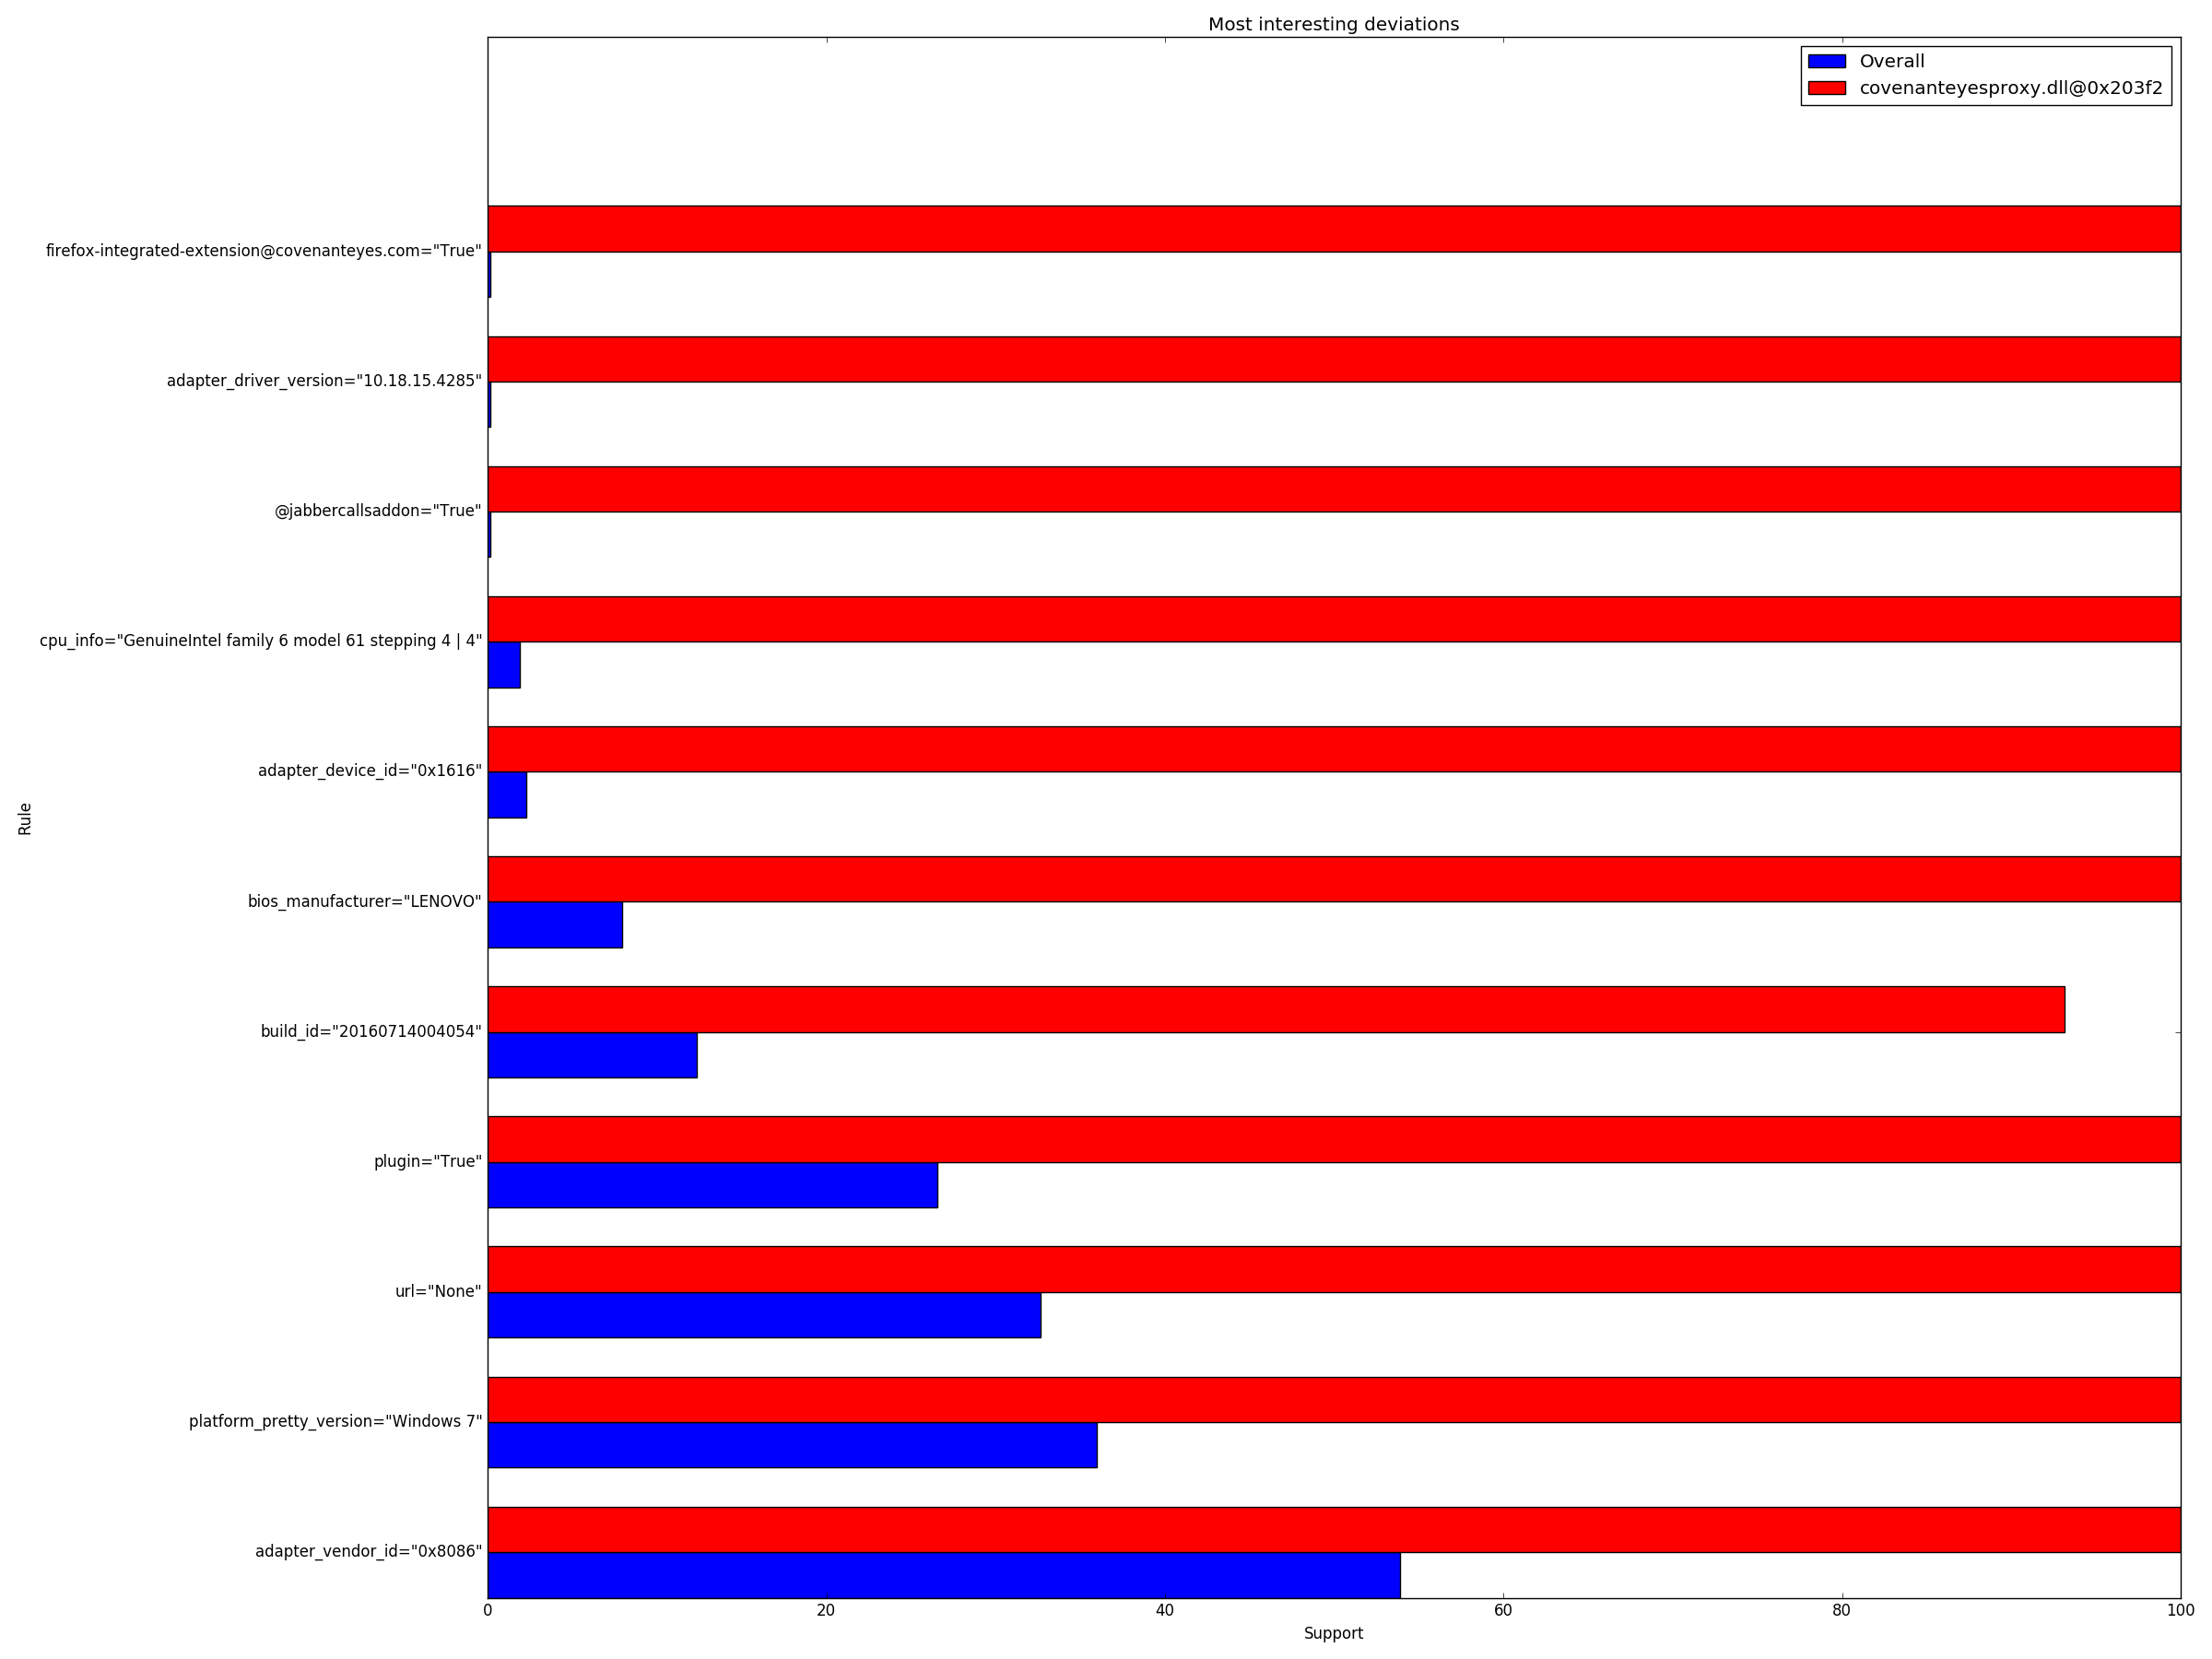 Most interesting deviations
Overall
covenanteyesproxy.dll@0x203f2
firefox-integrated-extension@covenanteyes.com="True"
adapter_driver_version="10.18.15.4285"
@jabbercallsaddon="True"
cpu_info="GenuineIntel family 6 model 61 stepping 4 | 4"
adapter_device_id="0x1616"
Rule
bios_manufacturer="LENOVO"
build_id="20160714004054"
plugin="True"
url="None"
platform_pretty_version="Windows 7"
adapter_vendor_id="0x8086"
0 20 40 60 80 100
Support